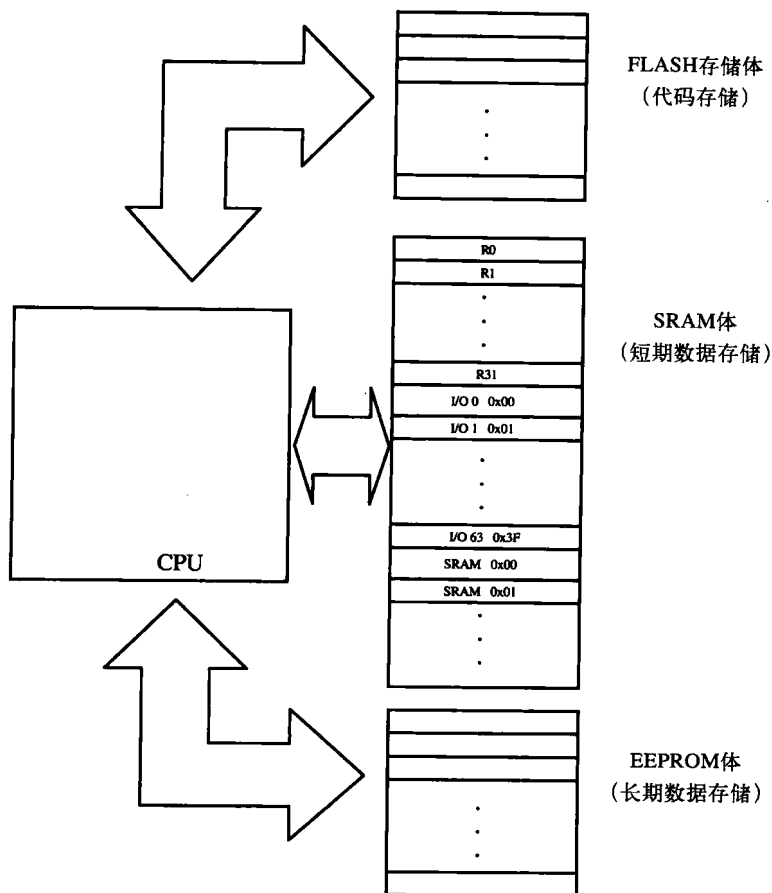 FLASH存储体
（代码存储）
R0
R1
SRAM体
（短期数据存储）
R31
I/O 0 0x00
I/O 1 0x01
I/O 63 0x3F
CPU
SRAM 0x00
SRAM 0x01
EEPROM体
（长期数据存储）